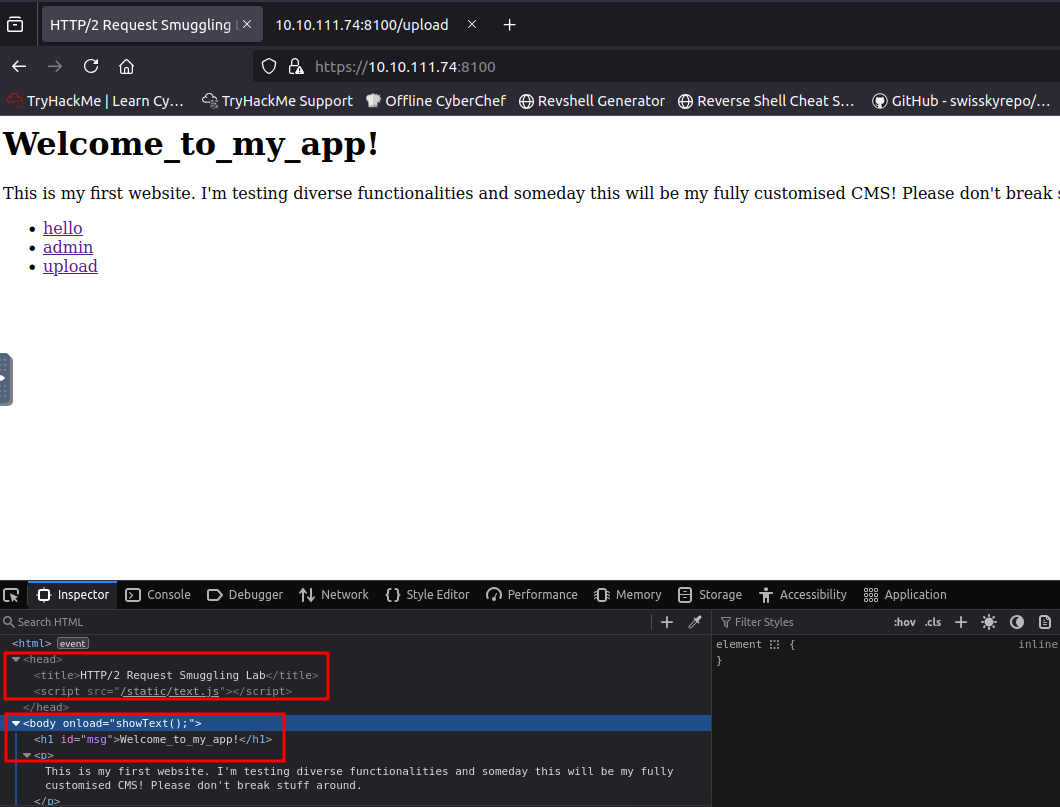 HTTP/2 Request Smuggling
10.10.111.74:8100/upload
https://10.10.111.74:8100
TryHackMe | Learn Cy…
TryHackMe Support
Offline CyberChef
Revshell Generator
Reverse Shell Cheat S…
GitHub - swisskyrepo/…
Welcome_to_my_app!
This is my first website. I'm testing diverse functionalities and someday this will be my fully customised CMS! Please don't break
hello
admin
upload
Inspector
Console
Debugger
Network
Style Editor
Performance
Memory
Storage
Accessibility
Application
Search HTML
Filter Styles
:hov
.cls
<html> event
<head>
<title>HTTP/2 Request Smuggling Lab</title>
<script src="/static/text.js"></script>
</head>
<body onload="showText();">
<h1 id="msg">Welcome_to_my_app!</h1>
<p>
This is my first website. I'm testing diverse functionalities and someday this will be my fully
customised CMS! Please don't break stuff around.
</p>
element {
inline
}